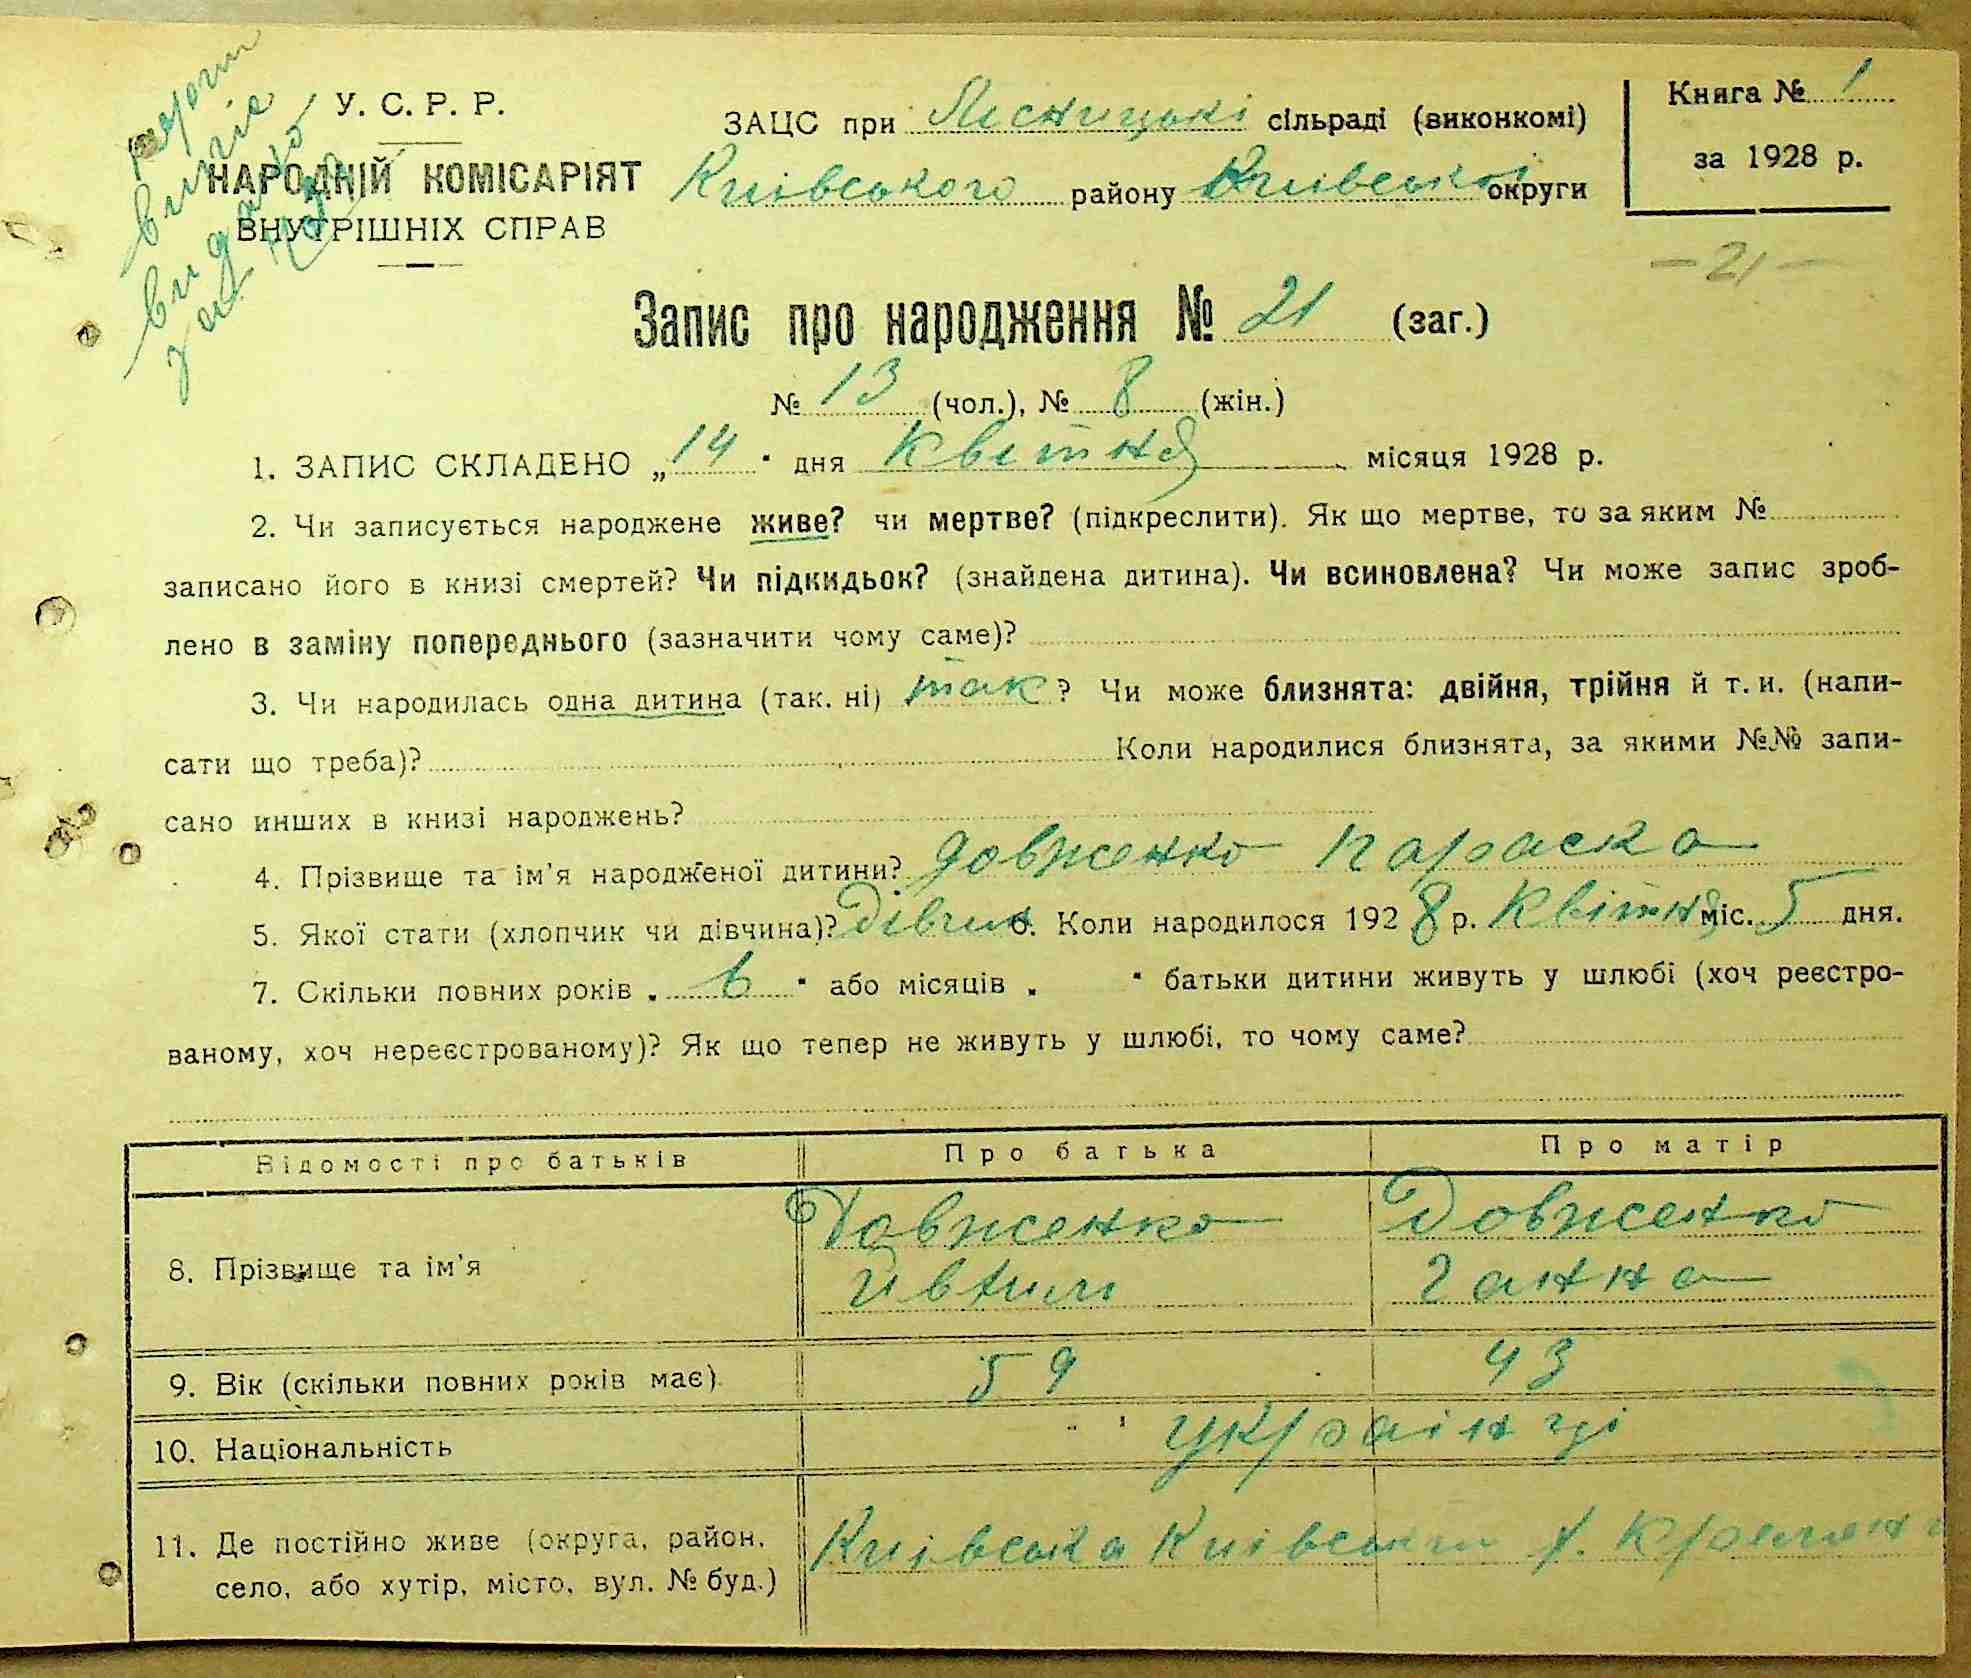 У. С. Р. Р.
НАРОДНІЙ КОМІСАРІЯТ
ВНУТРІШНІХ СПРАВ
ЗАЦС при Лісницькі сільраді (виконкомі)
Київського району Київської округи
Книга № 1
за 1928 р.
– 21 –
Запис про народження № 21 (заг.)
№ 13 (чол.), № 8 (жін.)
1. ЗАПИС СКЛАДЕНО „ 14 " дня Квітня місяця 1928 р.
2. Чи записується народжене живе? чи мертве? (підкреслити). Як що мертве, то за яким №
записано його в книзі смертей? Чи підкидьок? (знайдена дитина). Чи всиновлена? Чи може запис зроб-
лено в заміну попереднього (зазначити чому саме)?
3. Чи народилась одна дитина (так. ні) так? Чи може близнята: двійня, трійня й т. и. (напи-
сати що треба)? Коли народилися близнята, за якими №№ запи-
сано инших в книзі народжень?
4. Прізвище та ім'я народженої дитини? Довженко Параска
5. Якої стати (хлопчик чи дівчина)? Дівчина. Коли народилося 1928 р. Квітня міс. 5 дня.
7. Скільки повних років „ 6 " або місяців „ " батьки дитини живуть у шлюбі (хоч реєстро-
ваному, хоч нереєстрованому)? Як що тепер не живуть у шлюбі, то чому саме?
Відомості про батьків Про батька Про матір
8. Прізвище та ім'я Довженко Довженко
Ганна
9. Вік (скільки повних років має) 59 43
10. Національність українці
11. Де постійно живе (округа, район, Київська Київськи х.
село, або хутір, місто, вул. № буд.)